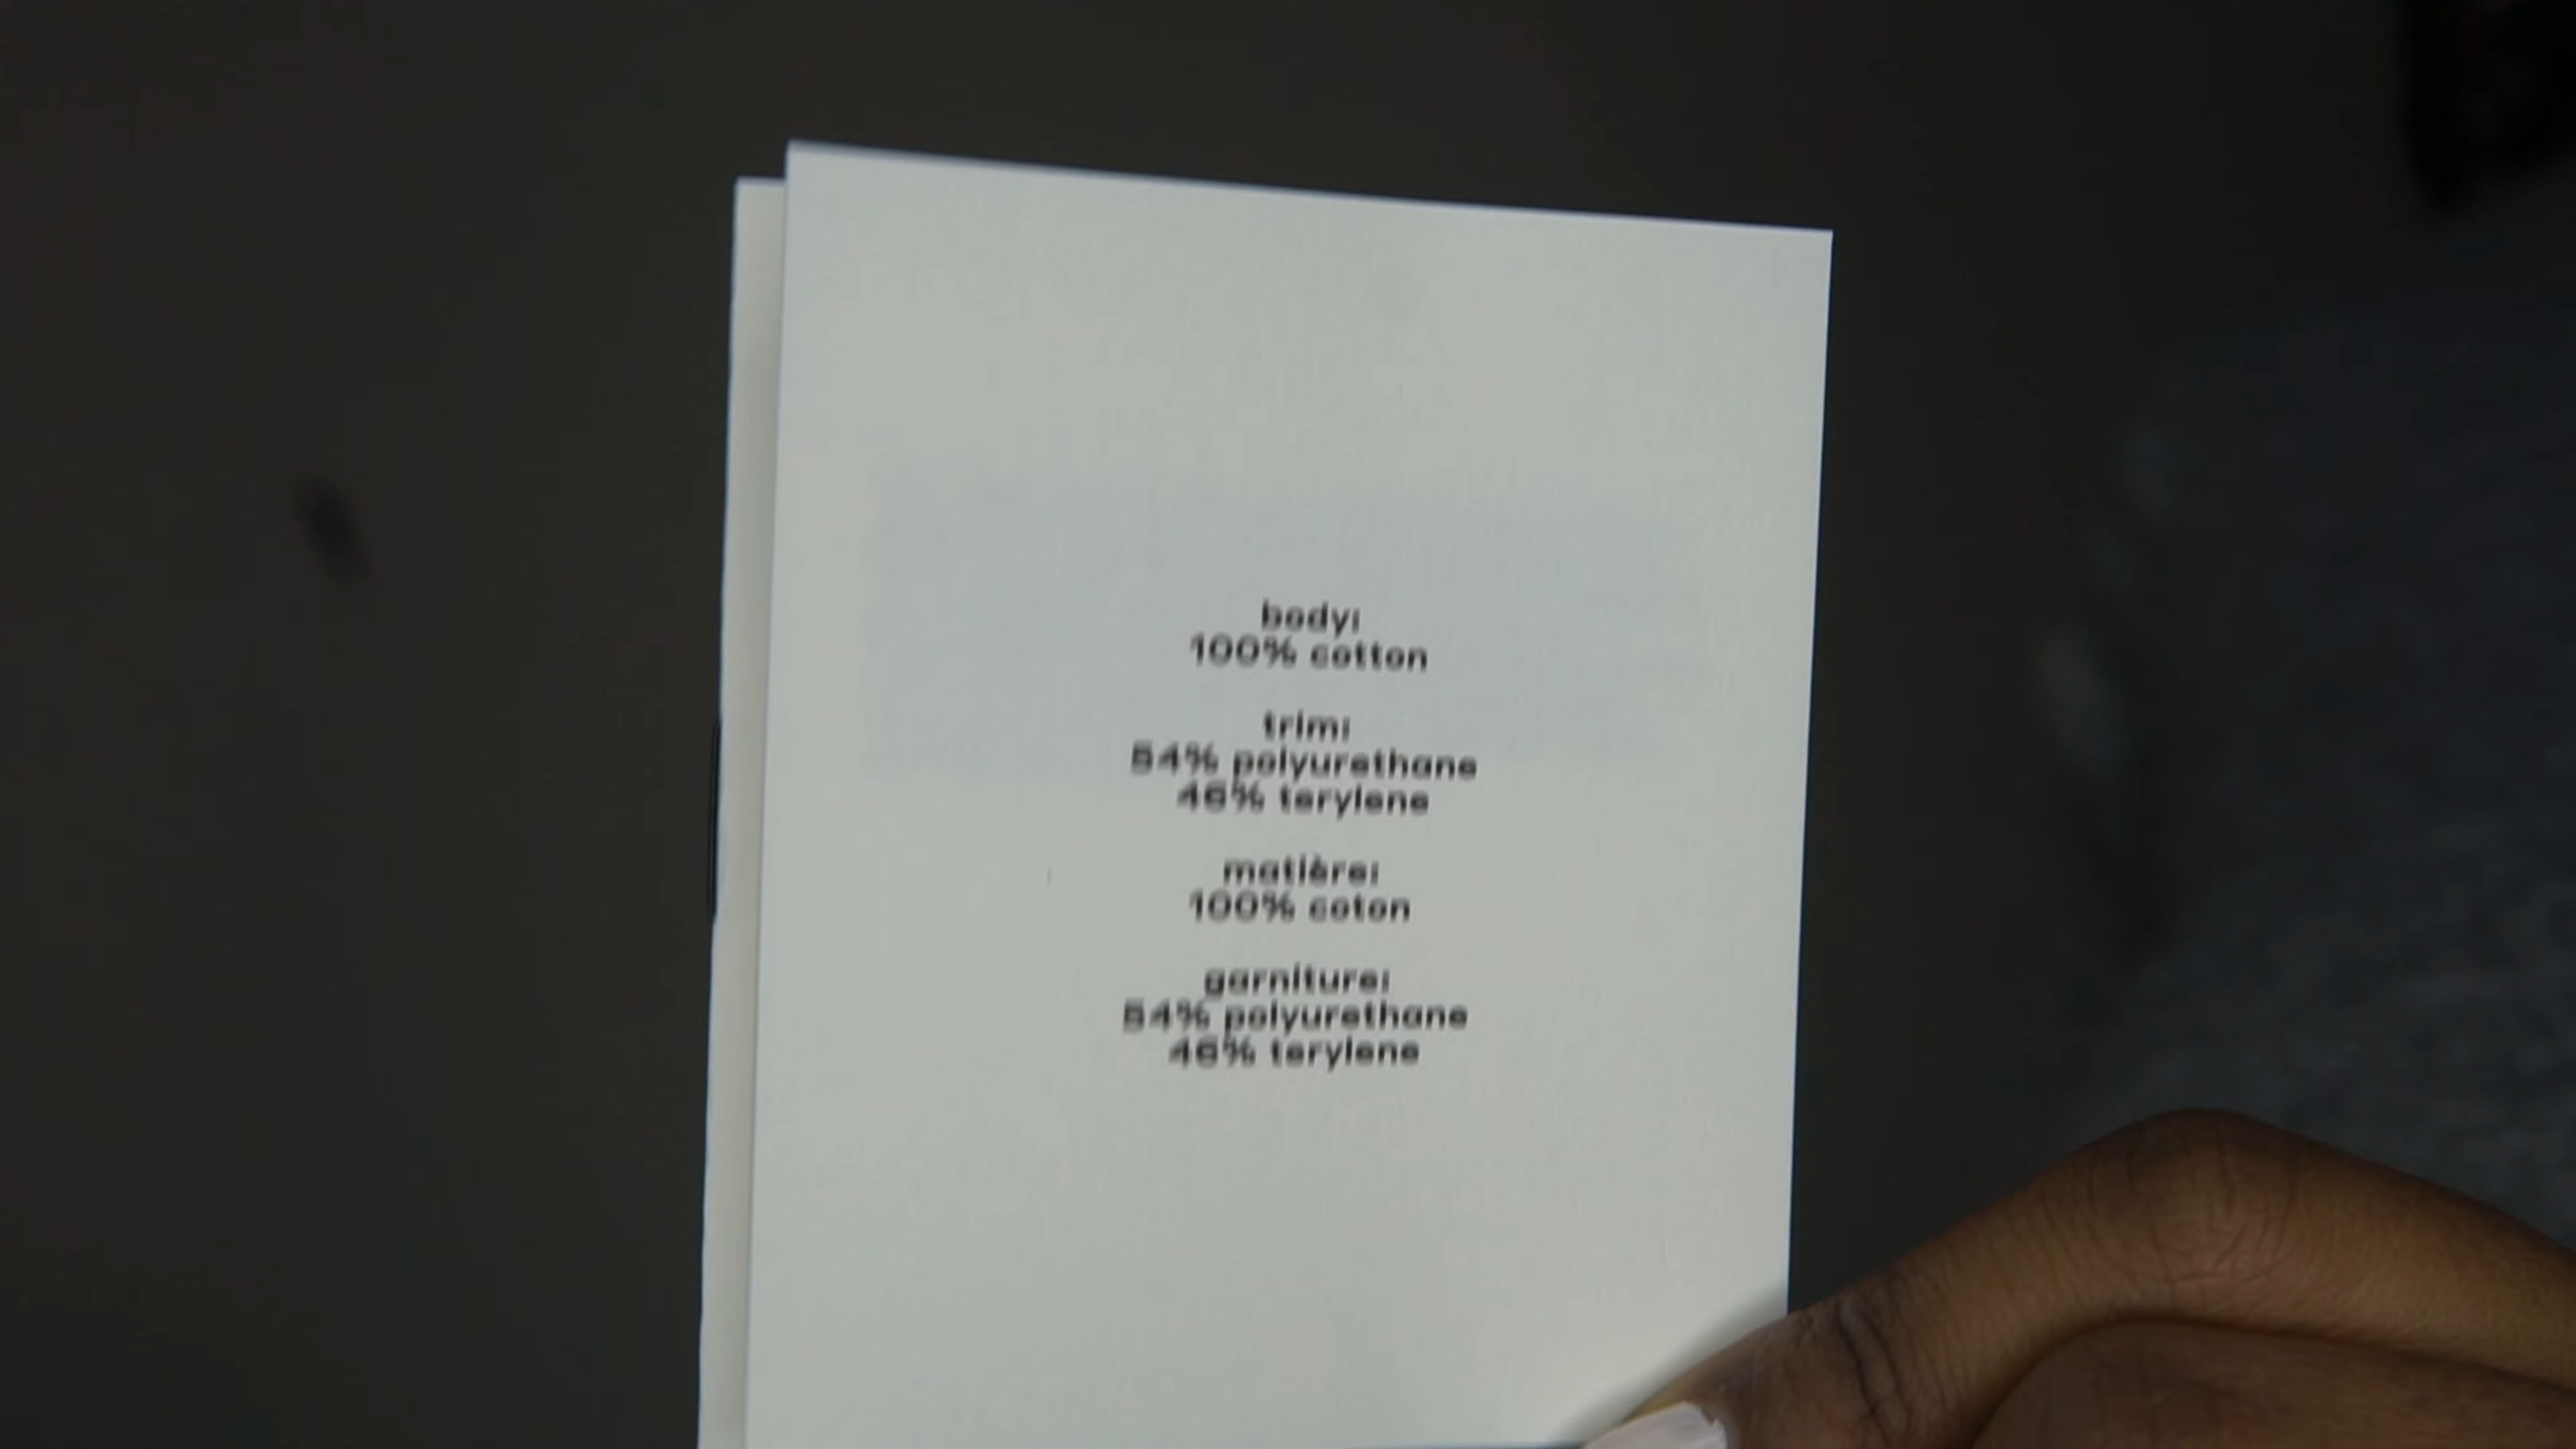 body:
100% cotton
trim:
54% polyurethane
46% terylene
matière:
100% coton
garniture:
54% polyurethane
46% terylene